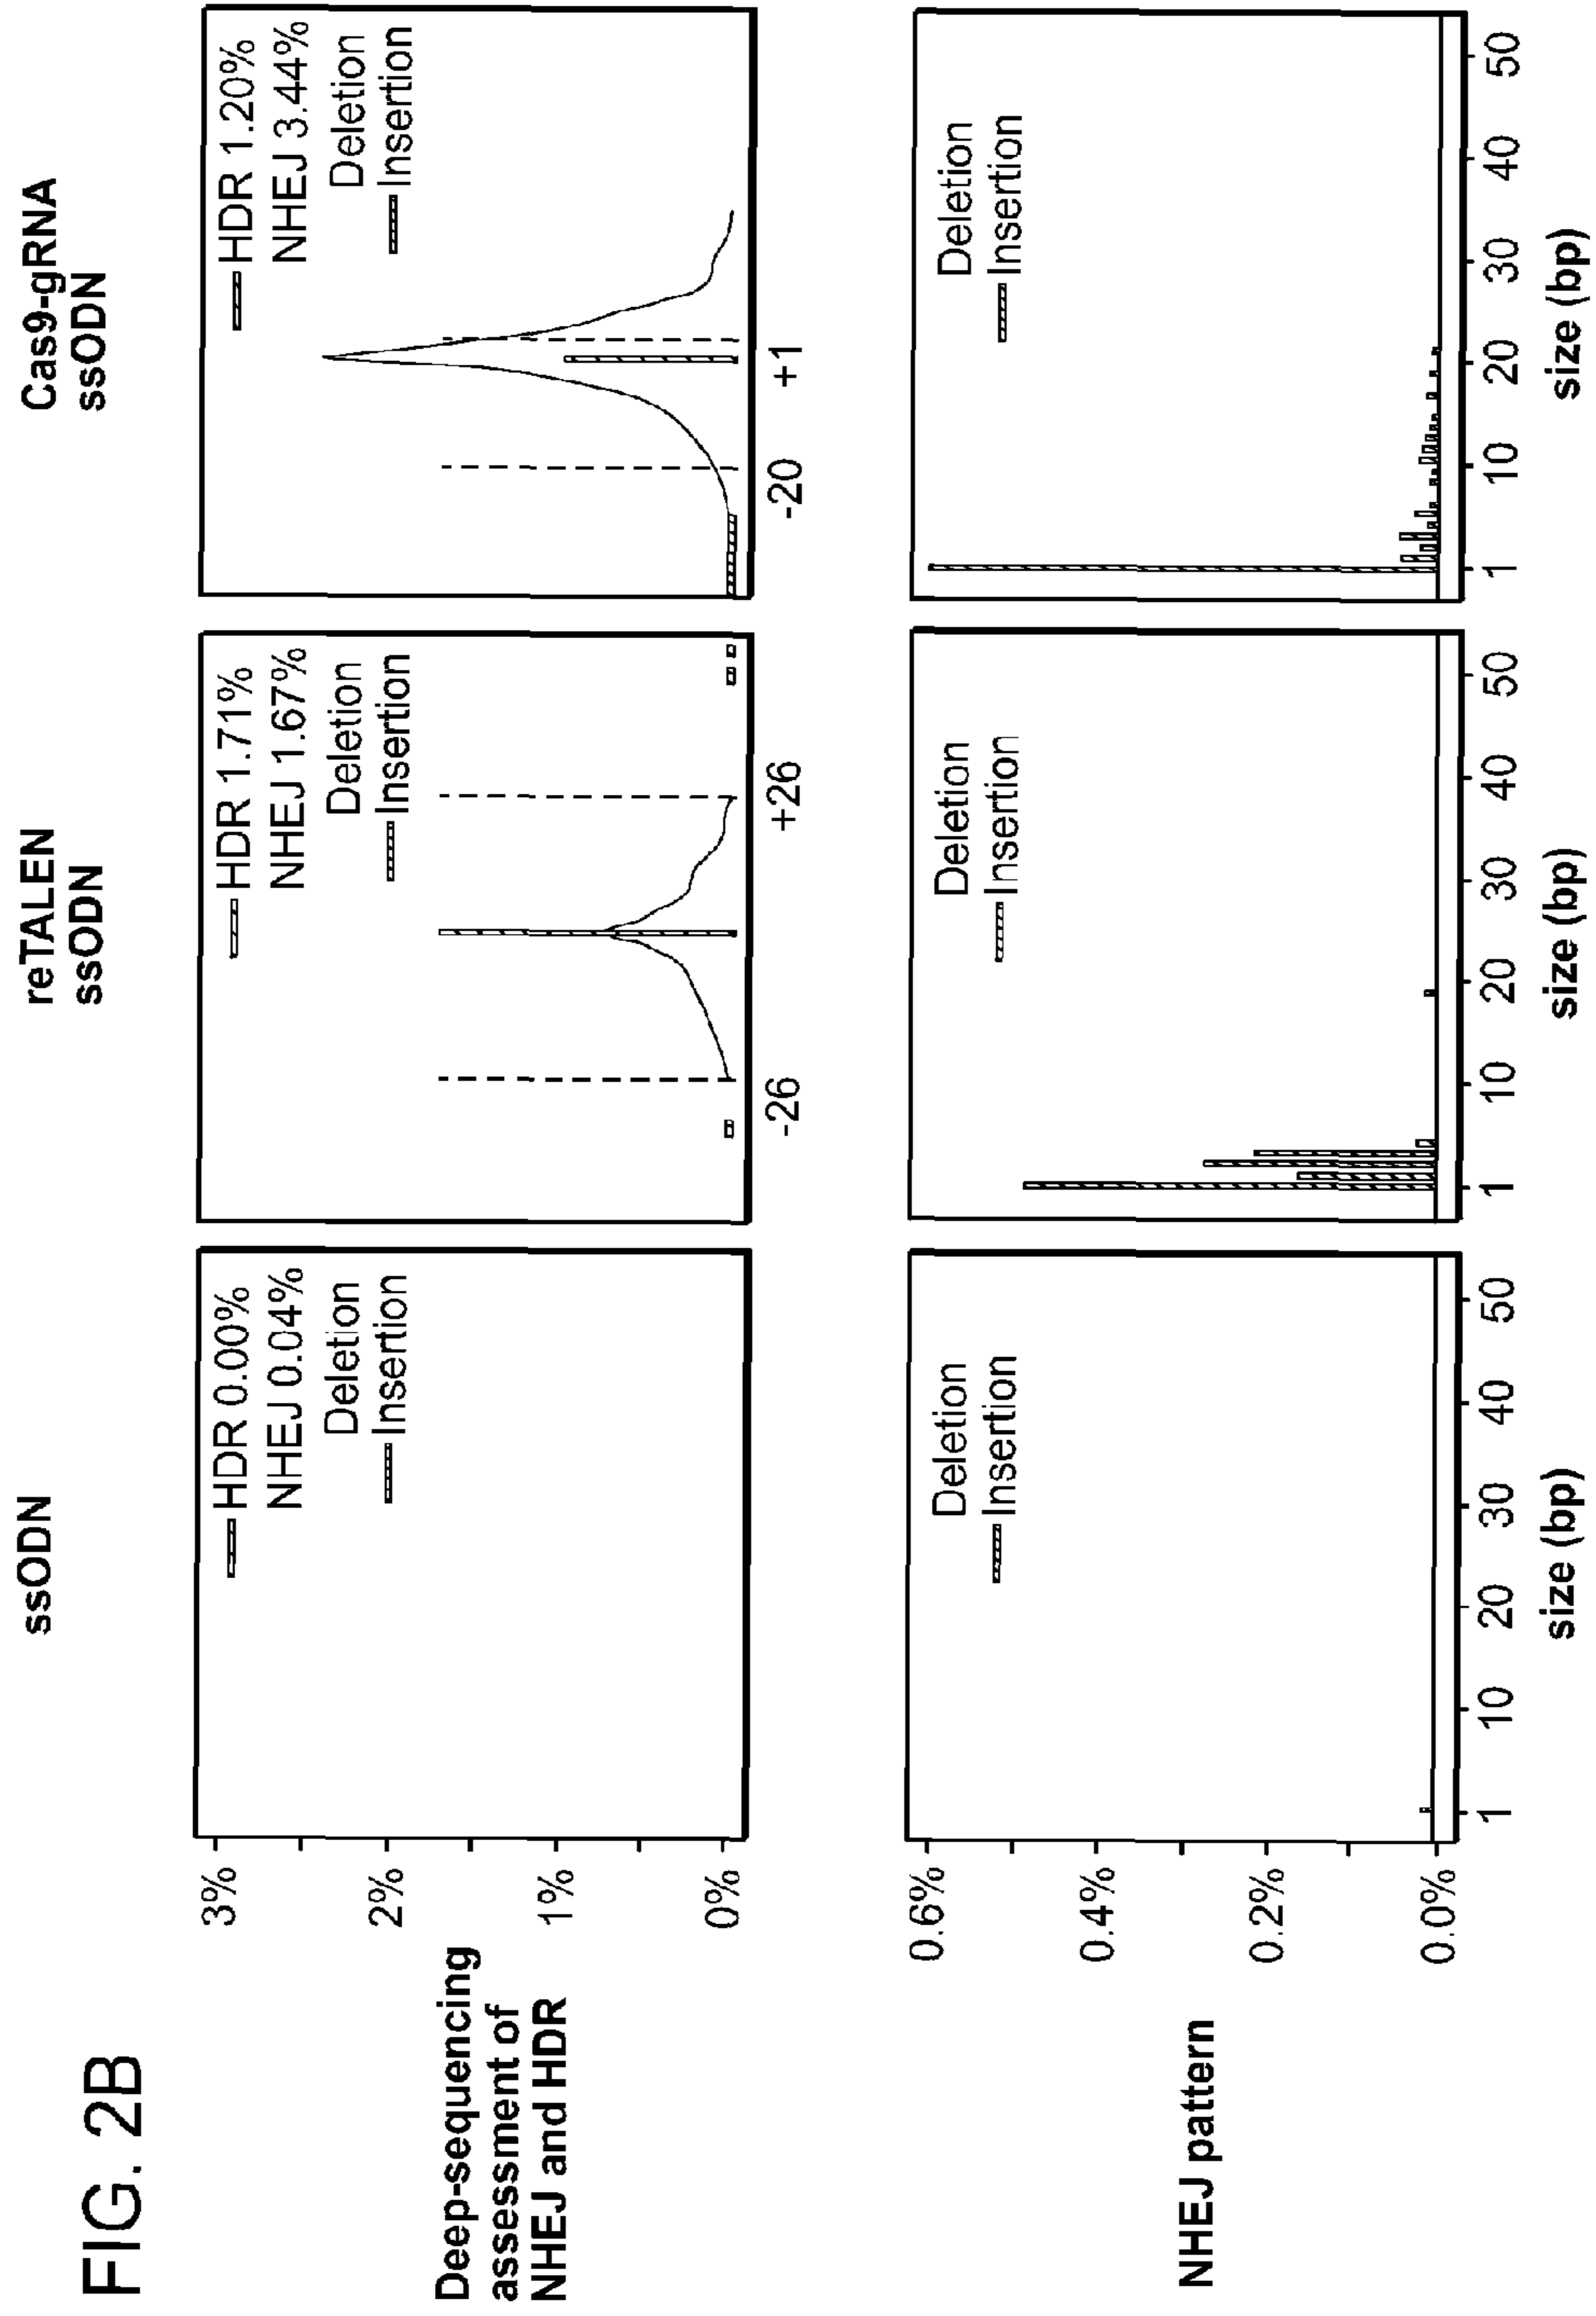 FIG. 2B
ssODN
reTALEN
ssODN
Cas9-gRNA
ssODN
Deep-sequencing
assessment of
NHEJ and HDR
3%
2%
1%
0%
HDR 0.00%
NHEJ 0.04%
Deletion
Insertion
HDR 1.71%
NHEJ 1.67%
Deletion
Insertion
-26
+26
HDR 1.20%
NHEJ 3.44%
Deletion
Insertion
-20
+1
NHEJ pattern
0.6%
0.4%
0.2%
0.0%
Deletion
Insertion
1 10 20 30 40 50
size (bp)
Deletion
Insertion
1 10 20 30 40 50
size (bp)
Deletion
Insertion
1 10 20 30 40 50
size (bp)